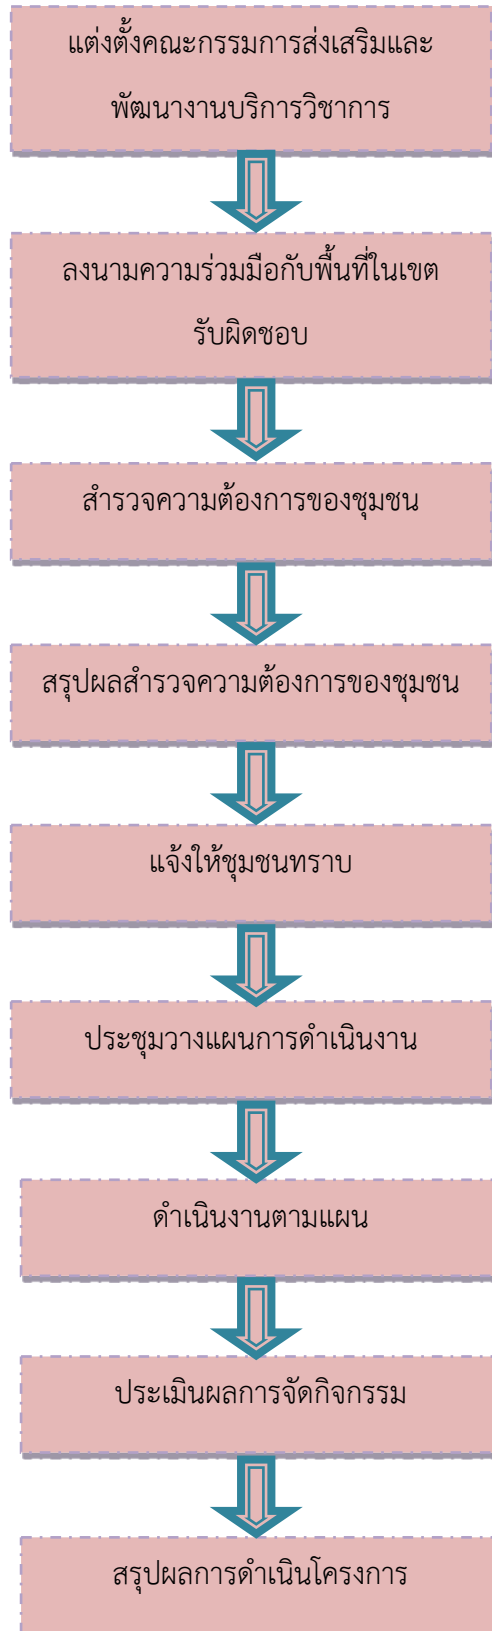 แต่งตั้งคณะกรรมการส่งเสริมและ
พัฒนางานบริการวิชาการ
ลงนามความร่วมมือกับพื้นที่ในเขต
รับผิดชอบ
สำรวจความต้องการของชุมชน
สรุปผลสำรวจความต้องการของชุมชน
แจ้งให้ชุมชนทราบ
ประชุมวางแผนการดำเนินงาน
ดำเนินงานตามแผน
ประเมินผลการจัดกิจกรรม
สรุปผลการดำเนินโครงการ